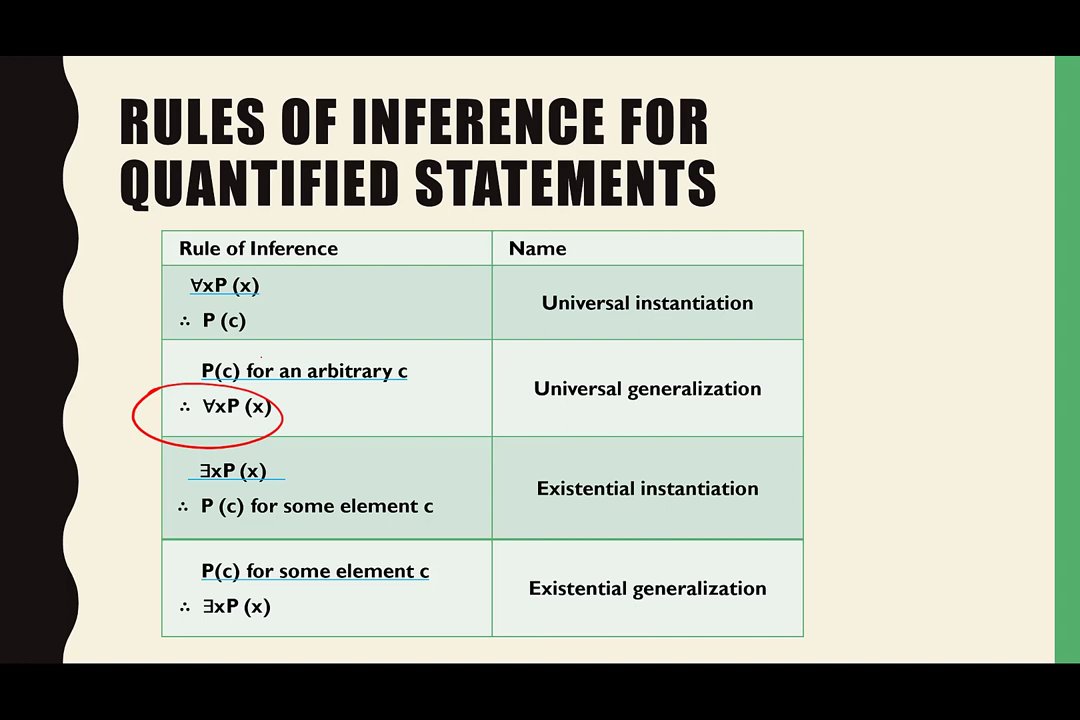 RULES OF INFERENCE FOR
QUANTIFIED STATEMENTS
Rule of Inference
Name
∀xP (x)
∴ P (c)
Universal instantiation
P(c) for an arbitrary c
∴ ∀xP (x)
Universal generalization
∃xP (x)
∴ P (c) for some element c
Existential instantiation
P(c) for some element c
∴ ∃xP (x)
Existential generalization